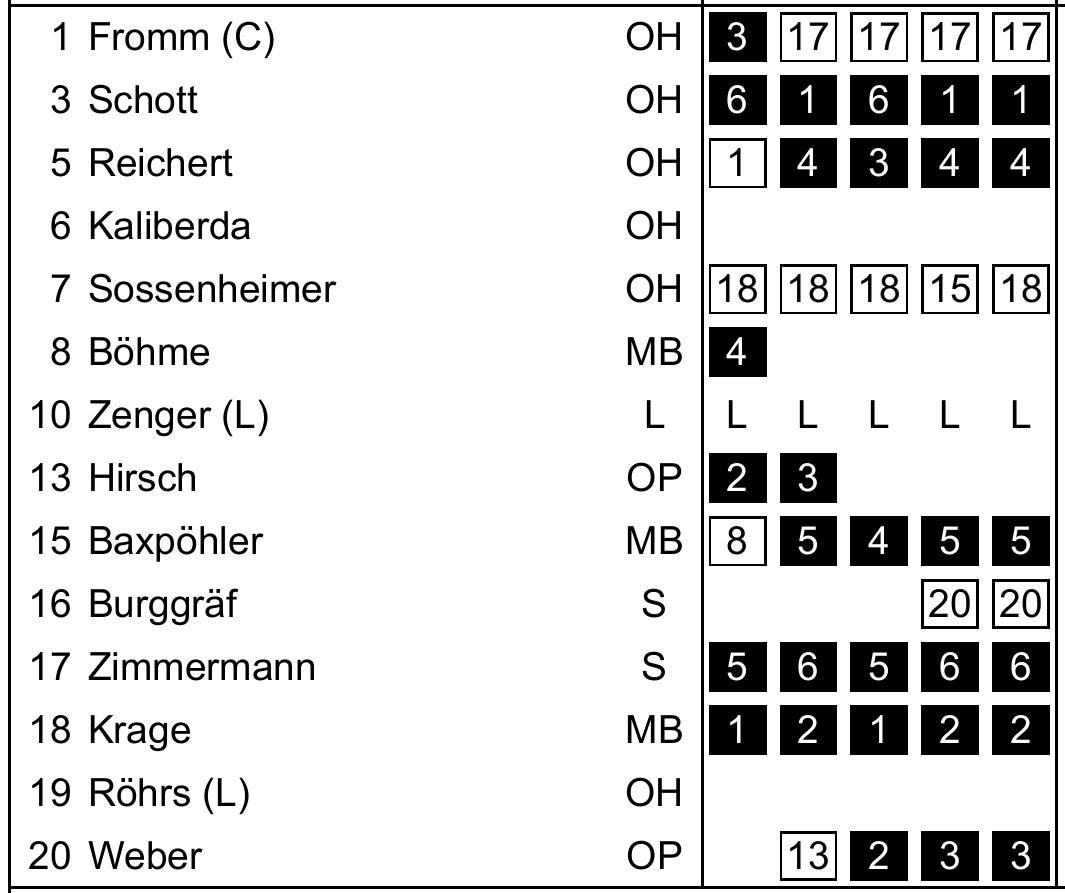 1 Fromm (C) OH 3 17 17 17 17
3 Schott OH 6 1 6 1 1
5 Reichert OH 1 4 3 4 4
6 Kaliberda OH
7 Sossenheimer OH 18 18 18 15 18
8 Böhme MB 4
10 Zenger (L) L L L L L L
13 Hirsch OP 2 3
15 Baxpöhler MB 8 5 4 5 5
16 Burggräf S 20 20
17 Zimmermann S 5 6 5 6 6
18 Krage MB 1 2 1 2 2
19 Röhrs (L) OH
20 Weber OP 13 2 3 3